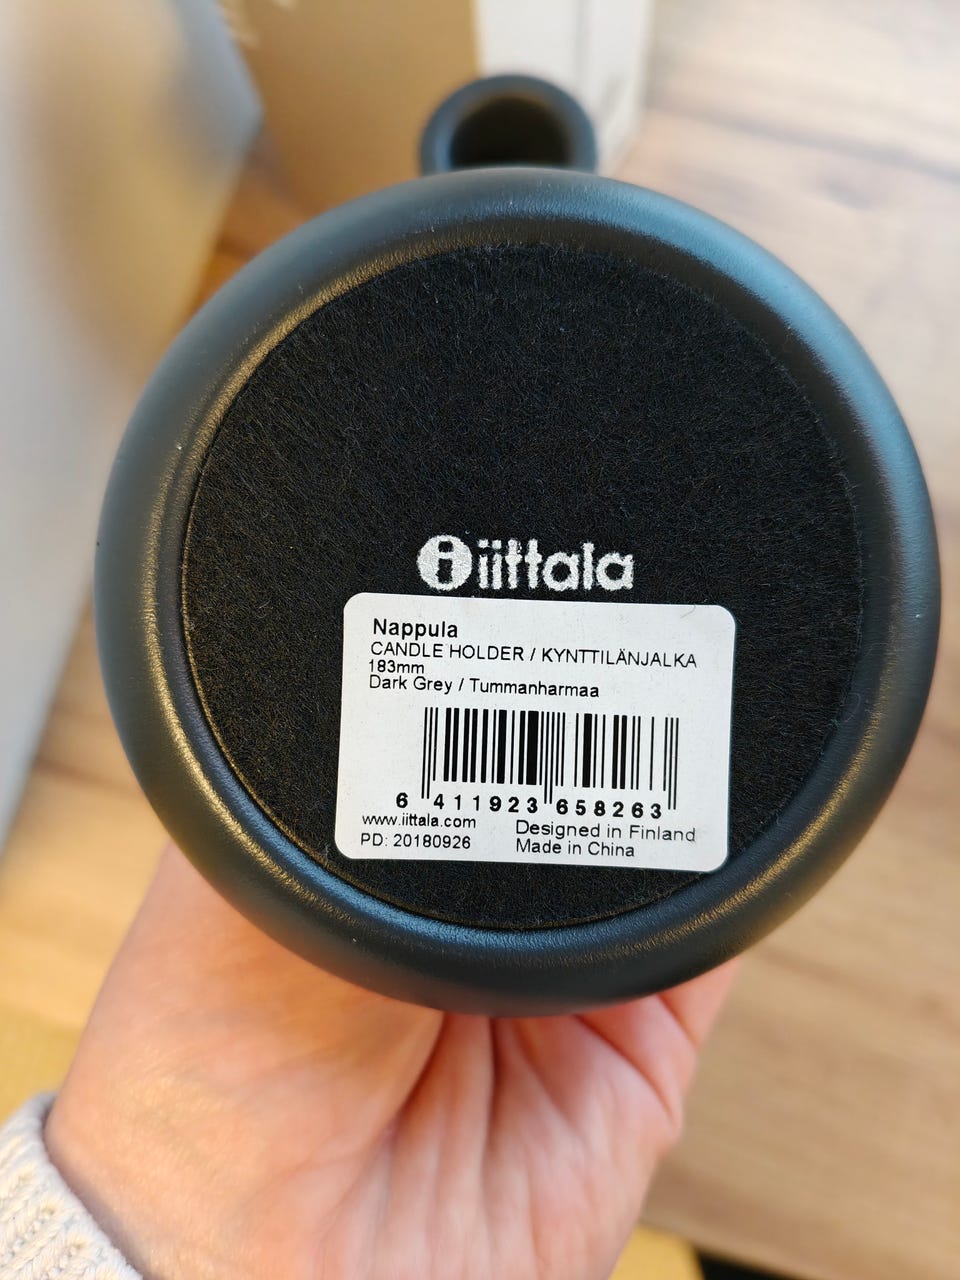 iittala
Nappula
CANDLE HOLDER / KYNTTILÄNJALKA
183mm
Dark Grey / Tummanharmaa
6 411923 658263
www.iittala.com
Designed in Finland
PD: 20180926
Made in China